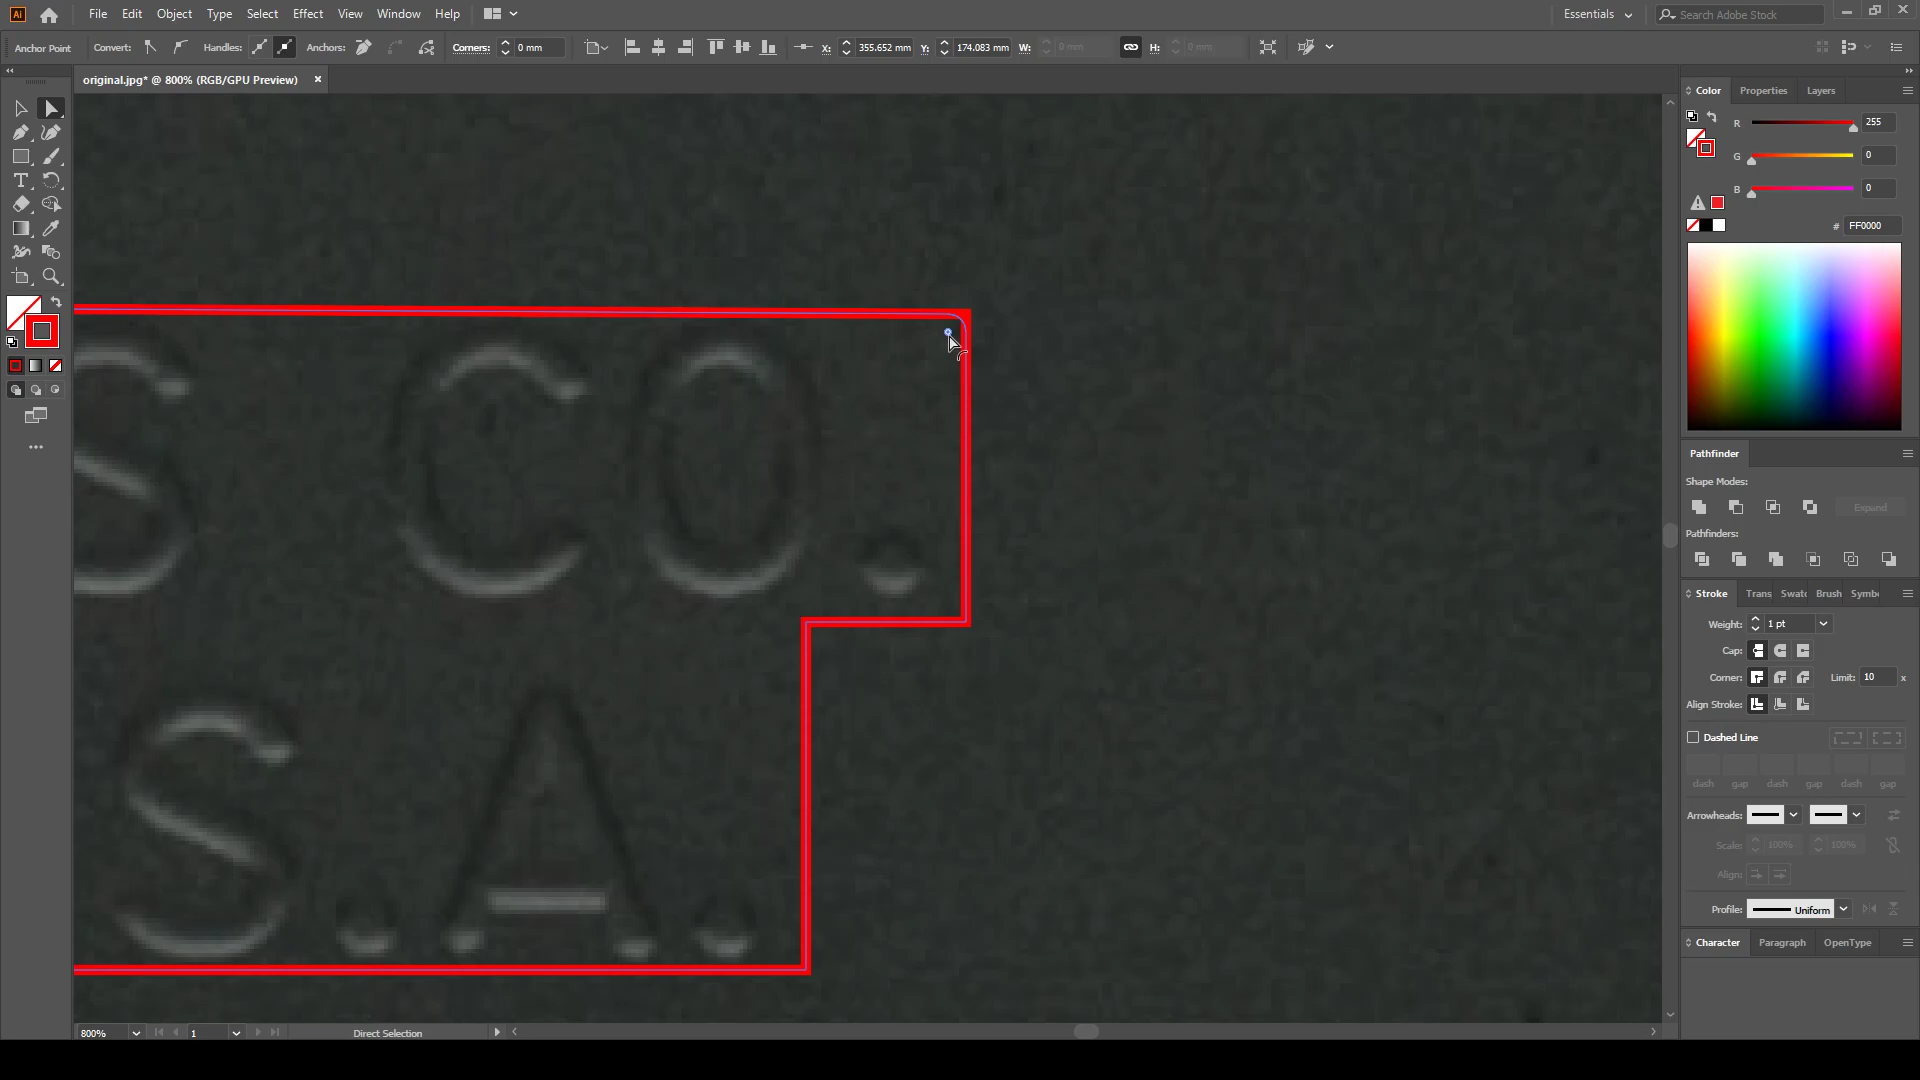 Ai File Edit Object Type Select Effect View Window Help Essentials Search Adobe Stock
Anchor Point Convert: Handles: Anchors: Corners: 0 mm X: 355.652 mm Y: 174.083 mm W: 0 mm H: 0 mm
original.jpg* @ 800% (RGB/GPU Preview) ×
Color Properties Layers
R 255
G 0
B 0
# FF0000
S CO.
S.A.
Pathfinder
Shape Modes:
Expand
Pathfinders:
Stroke Trans Swatc Brush Symbo
Weight: 1 pt
Cap:
Corner: Limit: 10 x
Align Stroke:
Dashed Line
dash gap dash gap dash gap
Arrowheads:
Scale: 100% 100%
Align:
Profile: Uniform
Character Paragraph OpenType
800% 1 Direct Selection